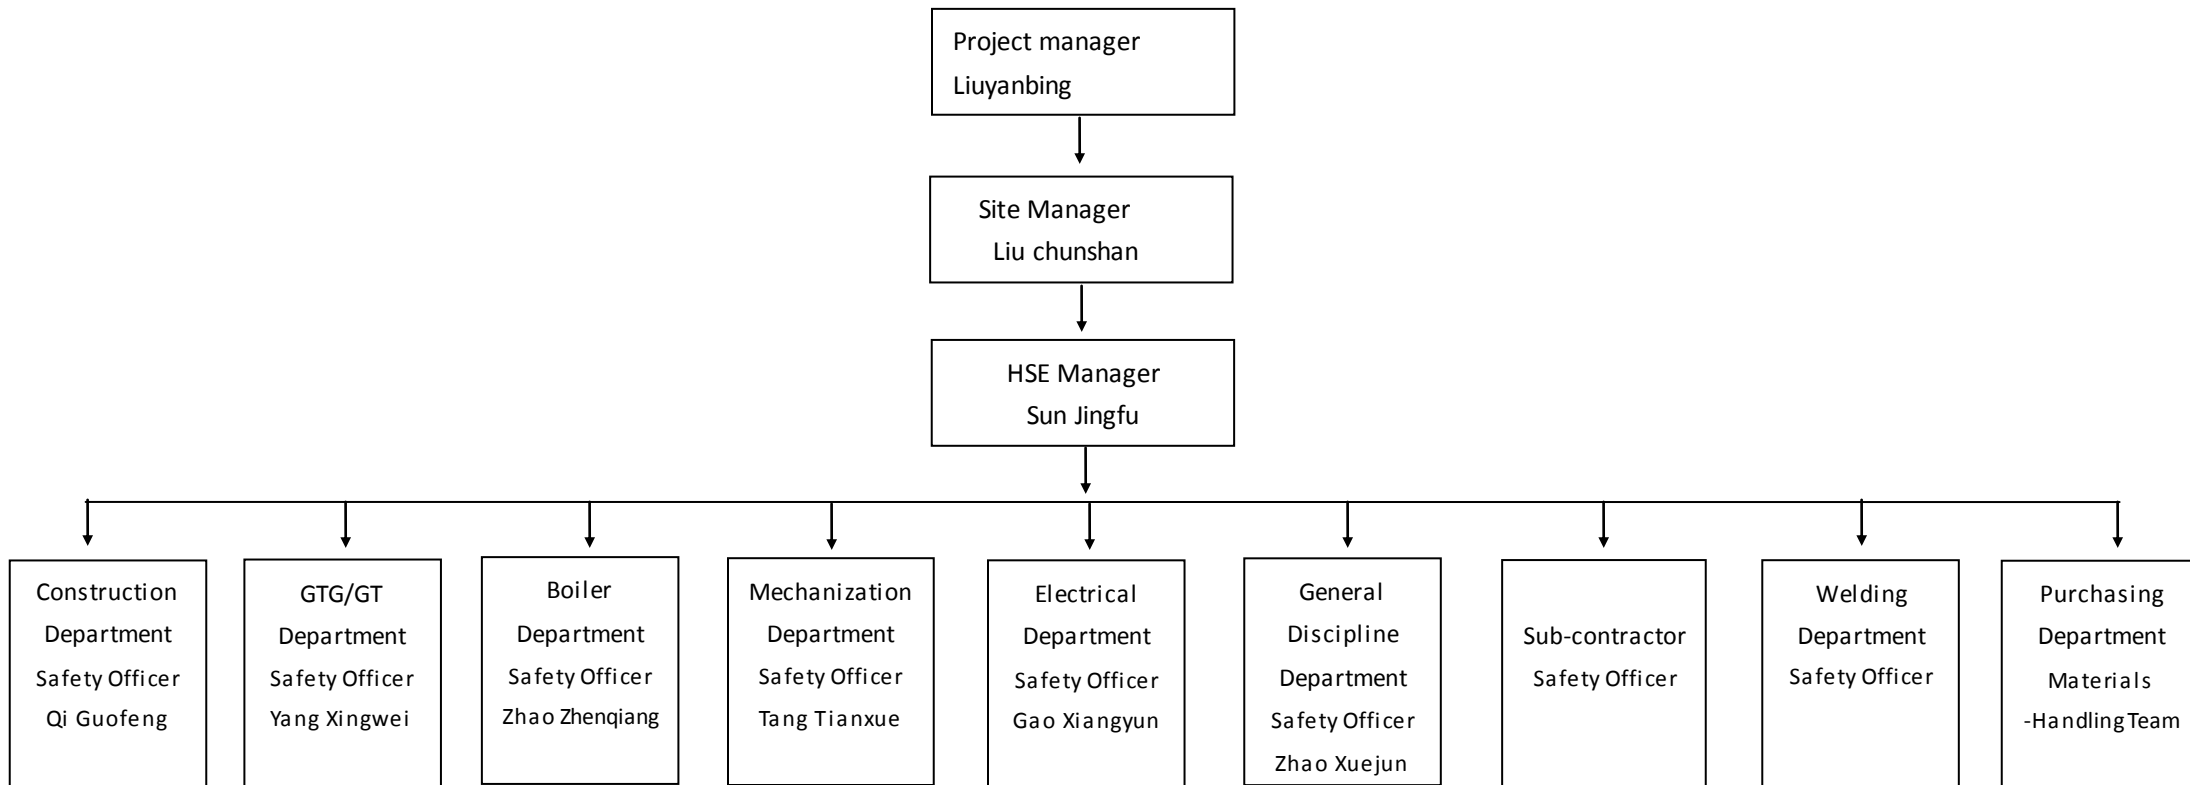 Project manager
Liuyanbing
Site Manager
Liu chunshan
HSE Manager
Sun Jingfu
Construction
Department
Safety Officer
Qi Guofeng
GTG/GT
Department
Safety Officer
Yang Xingwei
Boiler
Department
Safety Officer
Zhao Zhenqiang
Mechanization
Department
Safety Officer
Tang Tianxue
Electrical
Department
Safety Officer
Gao Xiangyun
General
Discipline
Department
Safety Officer
Zhao Xuejun
Sub-contractor
Safety Officer
Welding
Department
Safety Officer
Purchasing
Department
Materials
-Handling Team